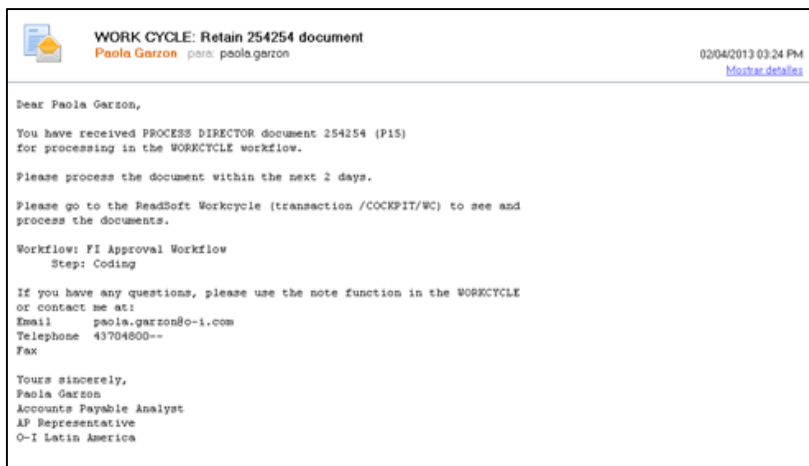 WORK CYCLE: Retain 254254 document
Paola Garzon para: paola.garzon
02/04/2013 03:24 PM
Mostrar detalles
Dear Paola Garzon,
You have received PROCESS DIRECTOR document 254254 (P15)
for processing in the WORKCYCLE workflow.
Please process the document within the next 2 days.
Please go to the ReadSoft Workcycle (transaction /COCKPIT/WC) to see and
process the documents.
Workflow: FI Approval Workflow
Step: Coding
If you have any questions, please use the note function in the WORKCYCLE
or contact me at:
Email paola.garzon@o-i.com
Telephone 43704800--
Fax
Yours sincerely,
Paola Garzon
Accounts Payable Analyst
AP Representative
O-I Latin America